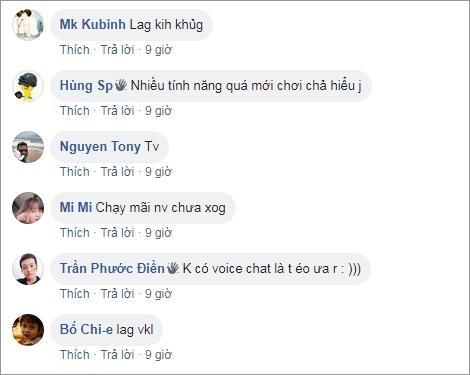 Mk Kubinh Lag kih khủg
Thích · Trả lời · 9 giờ
Hùng Sp Nhiều tính năng quá mới chơi chả hiểu j
Thích · Trả lời · 9 giờ
Nguyen Tony Tv
Thích · Trả lời · 9 giờ
Mi Mi Chạy mãi nv chưa xog
Thích · Trả lời · 9 giờ
Trần Phước Điền K có voice chat là t éo ưa r : )))
Thích · Trả lời · 9 giờ
Bố Chi-e lag vkl
Thích · Trả lời · 9 giờ